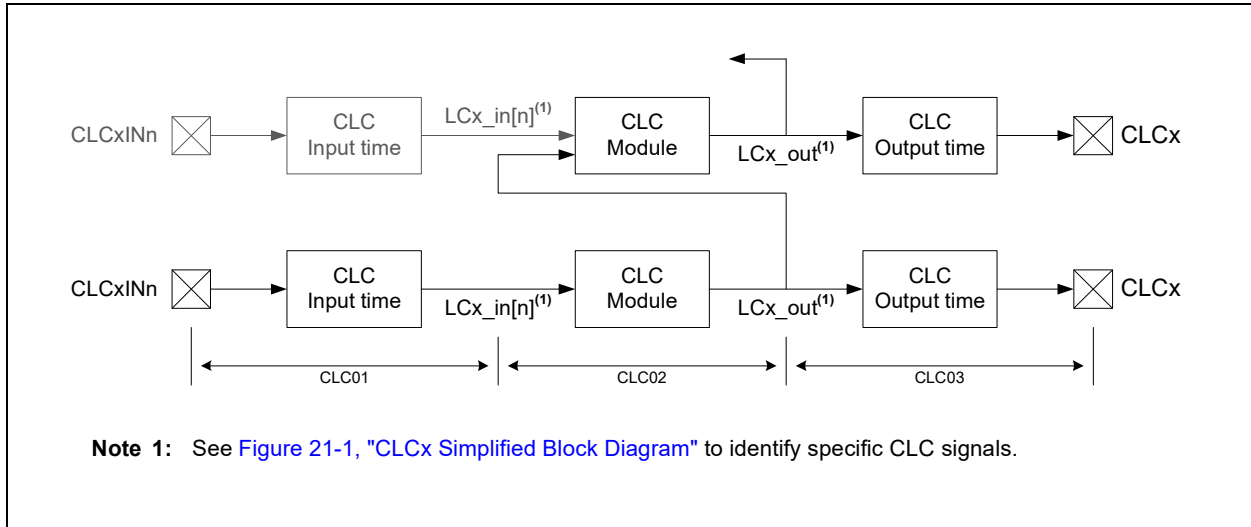 CLCxINn
CLC
Input time
LCx_in[n](1)
CLC
Module
LCx_out(1)
CLC
Output time
CLCx
CLCxINn
CLC
Input time
LCx_in[n](1)
CLC
Module
LCx_out(1)
CLC
Output time
CLCx
CLC01
CLC02
CLC03
Note 1: See Figure 21-1, "CLCx Simplified Block Diagram" to identify specific CLC signals.